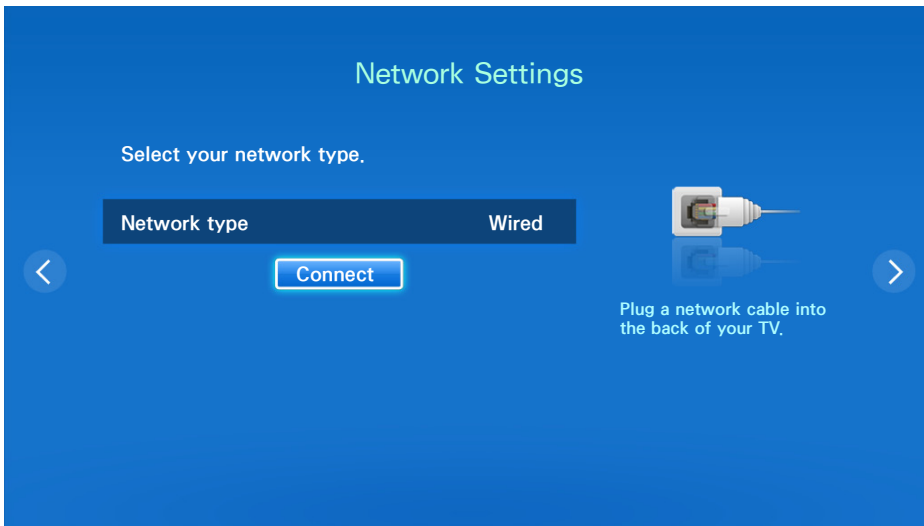 Network Settings
Select your network type.
Network type Wired
Connect
Plug a network cable into
the back of your TV.